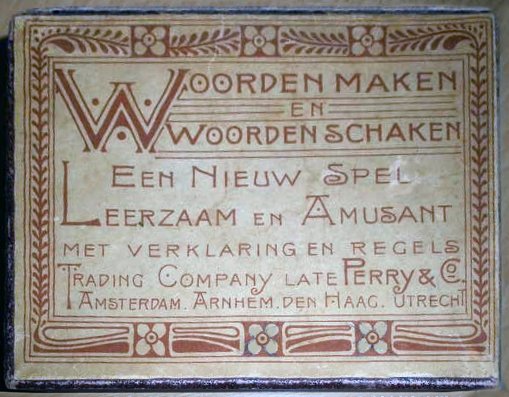 WOORDEN MAKEN
EN
WOORDEN SCHAKEN
EEN NIEUW SPEL
LEERZAAM EN AMUSANT
MET VERKLARING EN REGELS
TRADING COMPANY LATE PERRY & CO.
AMSTERDAM. ARNHEM. DEN HAAG. UTRECHT